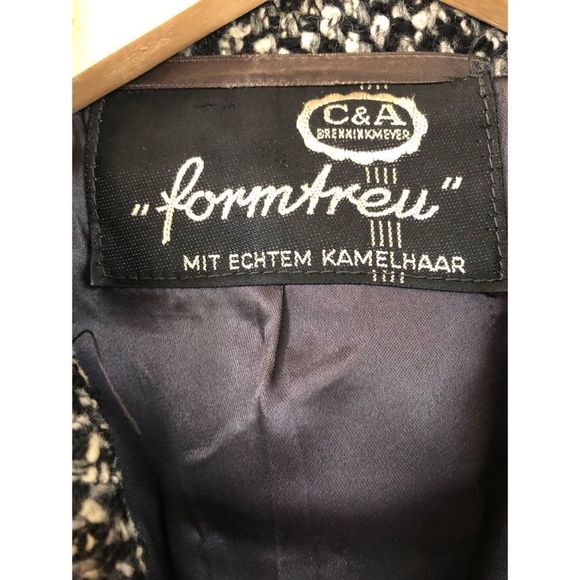 C&A
BRENNINKMEYER
„formtreu"
MIT ECHTEM KAMELHAAR